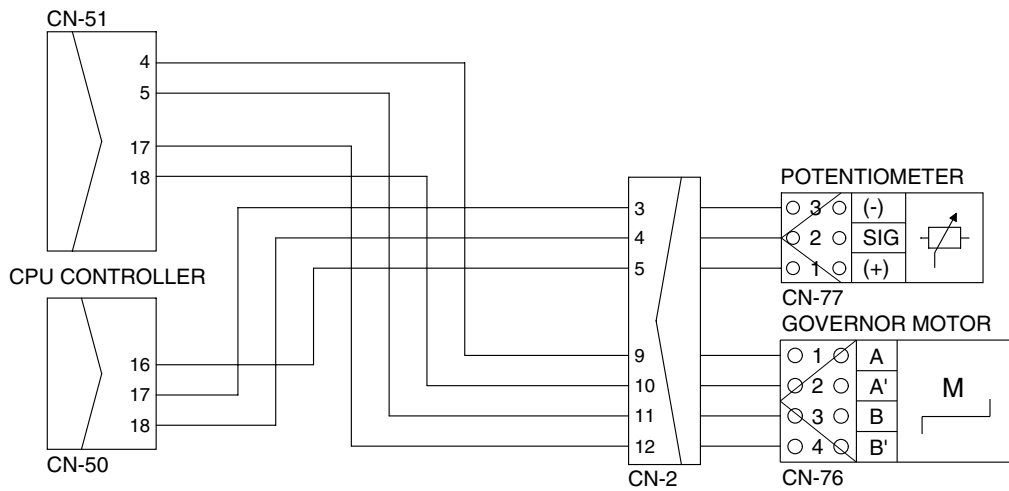 CN-51
4
5
17
18
CPU CONTROLLER
16
17
18
CN-50
3
4
5
9
10
11
12
CN-2
POTENTIOMETER
3 (-)
2 SIG
1 (+)
CN-77
GOVERNOR MOTOR
1 A
2 A'
3 B
4 B'
M
CN-76